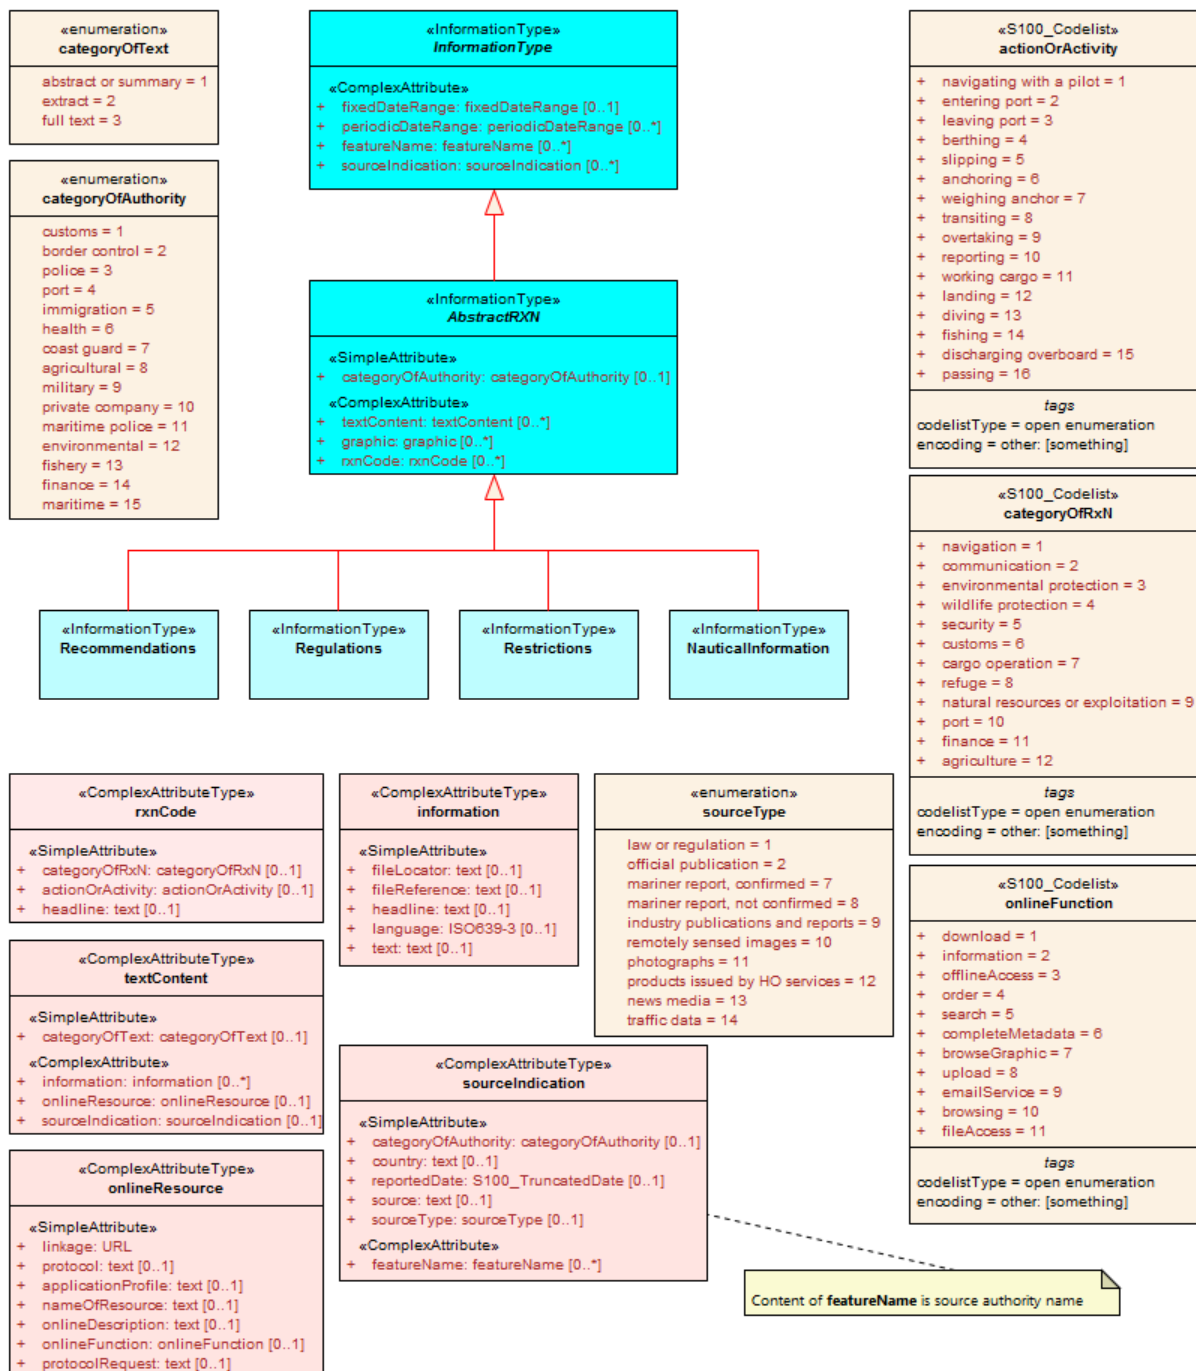 «enumeration»
categoryOfText
abstract or summary = 1
extract = 2
full text = 3
«enumeration»
categoryOfAuthority
customs = 1
border control = 2
police = 3
port = 4
immigration = 5
health = 6
coast guard = 7
agricultural = 8
military = 9
private company = 10
maritime police = 11
environmental = 12
fishery = 13
finance = 14
maritime = 15
«InformationType»
InformationType
«ComplexAttribute»
+ fixedDateRange: fixedDateRange [0..1]
+ periodicDateRange: periodicDateRange [0..*]
+ featureName: featureName [0..*]
+ sourceIndication: sourceIndication [0..*]
«InformationType»
AbstractRXN
«SimpleAttribute»
+ categoryOfAuthority: categoryOfAuthority [0..1]
«ComplexAttribute»
+ textContent: textContent [0..*]
+ graphic: graphic [0..*]
+ rxnCode: rxnCode [0..*]
«InformationType»
Recommendations
«InformationType»
Regulations
«InformationType»
Restrictions
«InformationType»
NauticalInformation
«S100_Codelist»
actionOrActivity
+ navigating with a pilot = 1
+ entering port = 2
+ leaving port = 3
+ berthing = 4
+ slipping = 5
+ anchoring = 6
+ weighing anchor = 7
+ transiting = 8
+ overtaking = 9
+ reporting = 10
+ working cargo = 11
+ landing = 12
+ diving = 13
+ fishing = 14
+ discharging overboard = 15
+ passing = 16
tags
codelistType = open enumeration
encoding = other: [something]
«S100_Codelist»
categoryOfRxN
+ navigation = 1
+ communication = 2
+ environmental protection = 3
+ wildlife protection = 4
+ security = 5
+ customs = 6
+ cargo operation = 7
+ refuge = 8
+ natural resources or exploitation = 9
+ port = 10
+ finance = 11
+ agriculture = 12
tags
codelistType = open enumeration
encoding = other: [something]
«ComplexAttributeType»
rxnCode
«SimpleAttribute»
+ categoryOfRxN: categoryOfRxN [0..1]
+ actionOrActivity: actionOrActivity [0..1]
+ headline: text [0..1]
«ComplexAttributeType»
textContent
«SimpleAttribute»
+ categoryOfText: categoryOfText [0..1]
«ComplexAttribute»
+ information: information [0..*]
+ onlineResource: onlineResource [0..1]
+ sourceIndication: sourceIndication [0..1]
«ComplexAttributeType»
onlineResource
«SimpleAttribute»
+ linkage: URL
+ protocol: text [0..1]
+ applicationProfile: text [0..1]
+ nameOfResource: text [0..1]
+ onlineDescription: text [0..1]
+ onlineFunction: onlineFunction [0..1]
+ protocolRequest: text [0..1]
«ComplexAttributeType»
information
«SimpleAttribute»
+ fileLocator: text [0..1]
+ fileReference: text [0..1]
+ headline: text [0..1]
+ language: ISO639-3 [0..1]
+ text: text [0..1]
«enumeration»
sourceType
law or regulation = 1
official publication = 2
mariner report, confirmed = 7
mariner report, not confirmed = 8
industry publications and reports = 9
remotely sensed images = 10
photographs = 11
products issued by HO services = 12
news media = 13
traffic data = 14
«ComplexAttributeType»
sourceIndication
«SimpleAttribute»
+ categoryOfAuthority: categoryOfAuthority [0..1]
+ country: text [0..1]
+ reportedDate: S100_TruncatedDate [0..1]
+ source: text [0..1]
+ sourceType: sourceType [0..1]
«ComplexAttribute»
+ featureName: featureName [0..*]
«S100_Codelist»
onlineFunction
+ download = 1
+ information = 2
+ offlineAccess = 3
+ order = 4
+ search = 5
+ completeMetadata = 6
+ browseGraphic = 7
+ upload = 8
+ emailService = 9
+ browsing = 10
+ fileAccess = 11
tags
codelistType = open enumeration
encoding = other: [something]
Content of featureName is source authority name